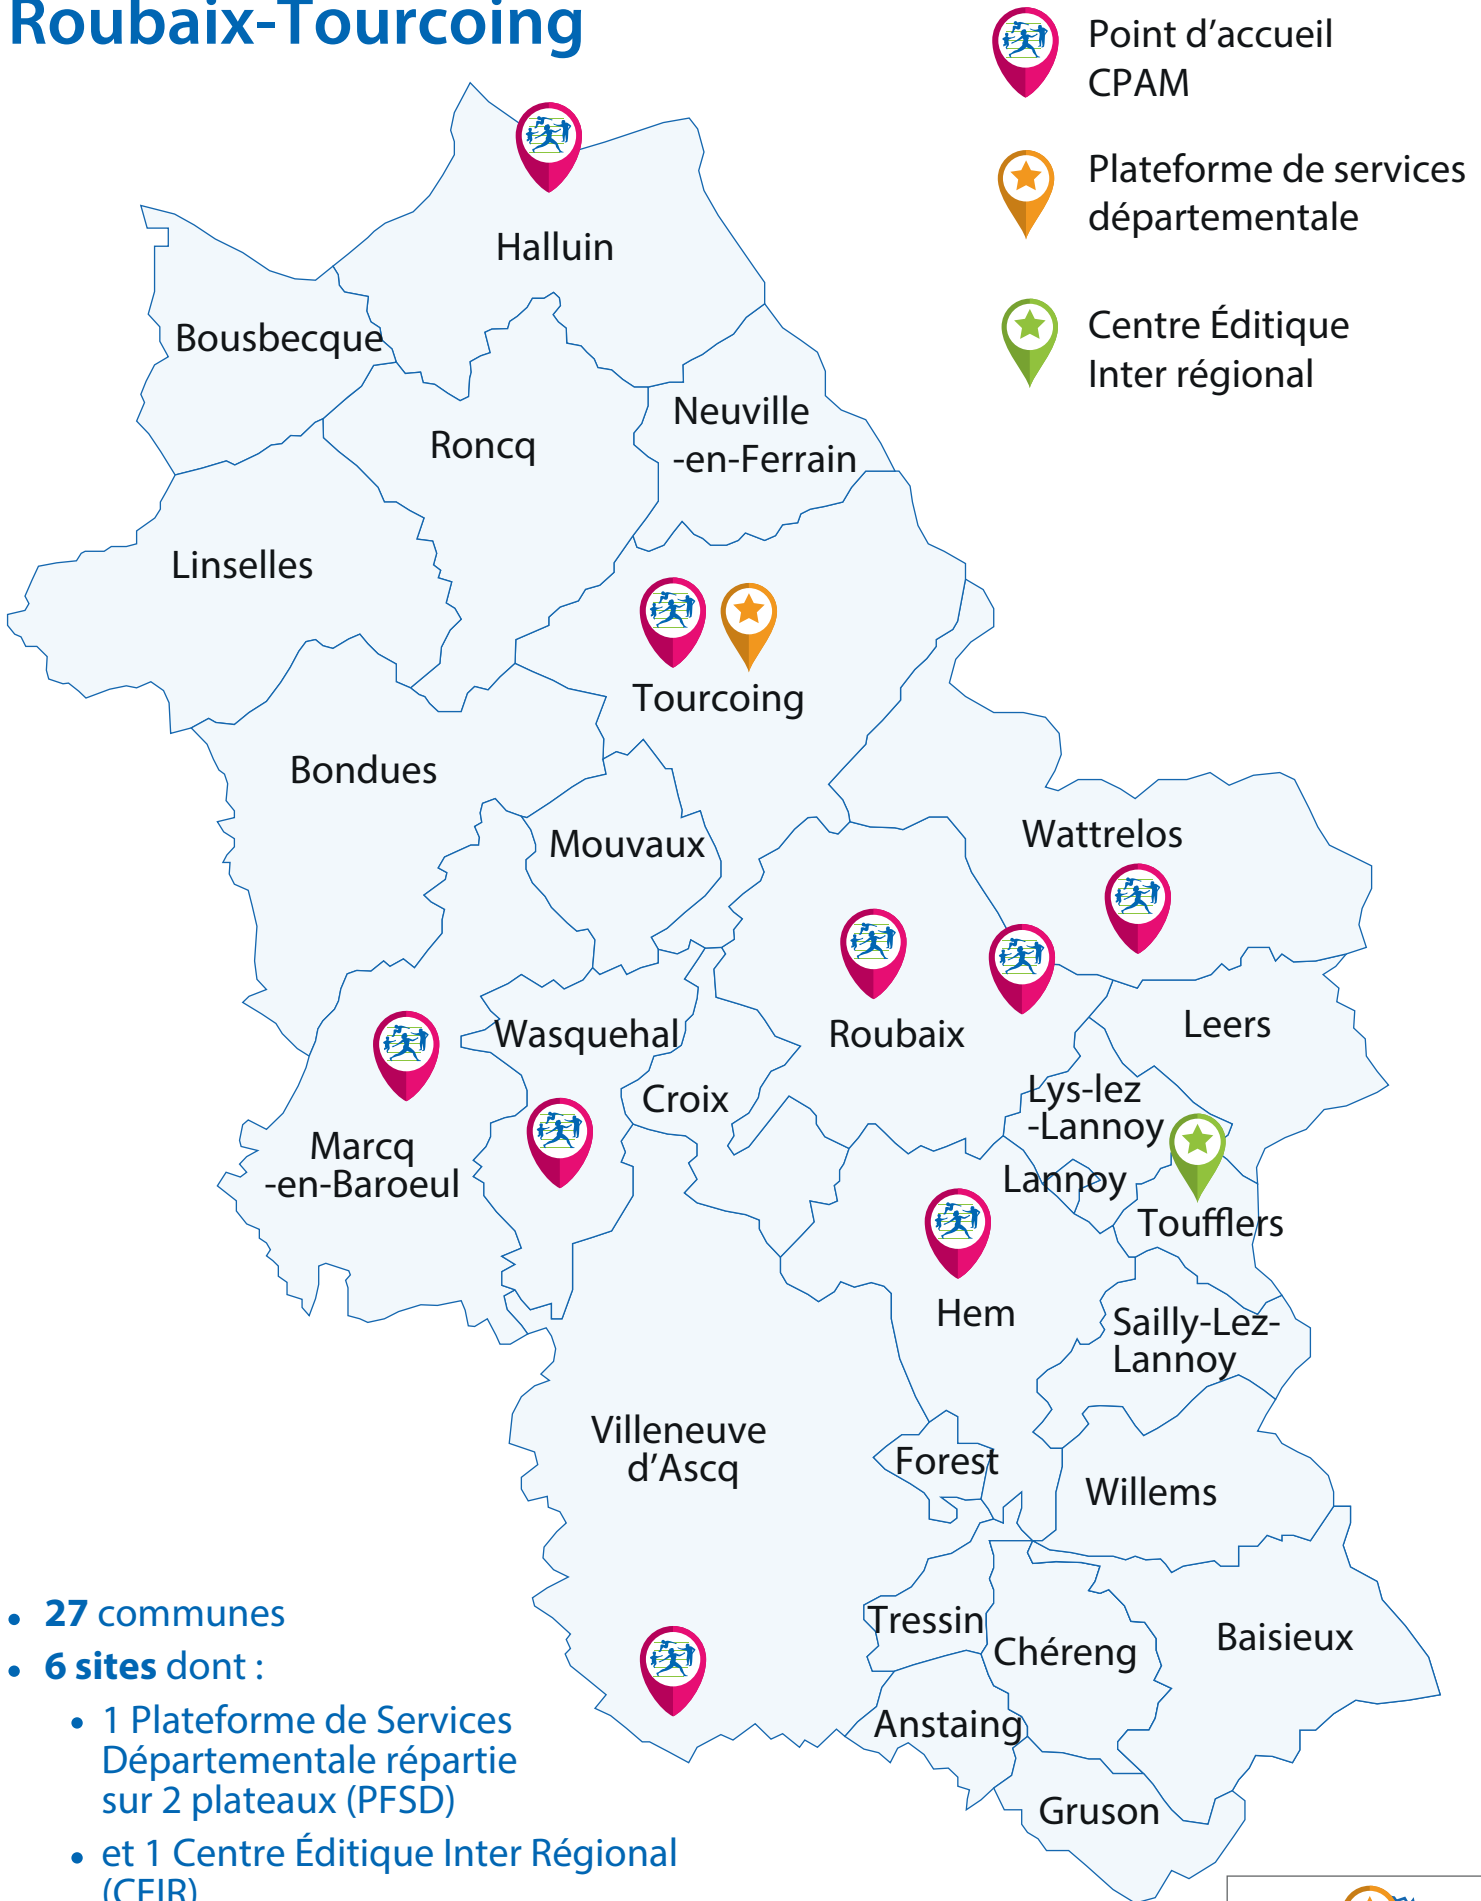 Roubaix-Tourcoing
Point d’accueil
CPAM
Plateforme de services
départementale
Centre Éditique
Inter régional
Halluin
Bousbecque
Neuville
-en-Ferrain
Roncq
Linselles
Tourcoing
Bondues
Mouvaux
Wattrelos
Wasquehal
Roubaix
Leers
Croix
Lys-lez
-Lannoy
Marcq
-en-Baroeul
Lannoy
Toufflers
Hem
Sailly-Lez-
Lannoy
Villeneuve
d’Ascq
Forest
Willems
Tressin
Chéreng
Baisieux
Anstaing
Gruson
• 27 communes
• 6 sites dont :
• 1 Plateforme de Services
Départementale répartie
sur 2 plateaux (PFSD)
• et 1 Centre Éditique Inter Régional
(CEIR)